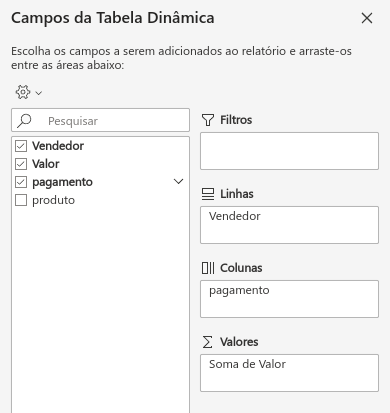 Campos da Tabela Dinâmica
Escolha os campos a serem adicionados ao relatório e arraste-os
entre as áreas abaixo:
Pesquisar
Vendedor
Valor
pagamento
produto
Filtros
Linhas
Vendedor
Colunas
pagamento
Valores
Soma de Valor